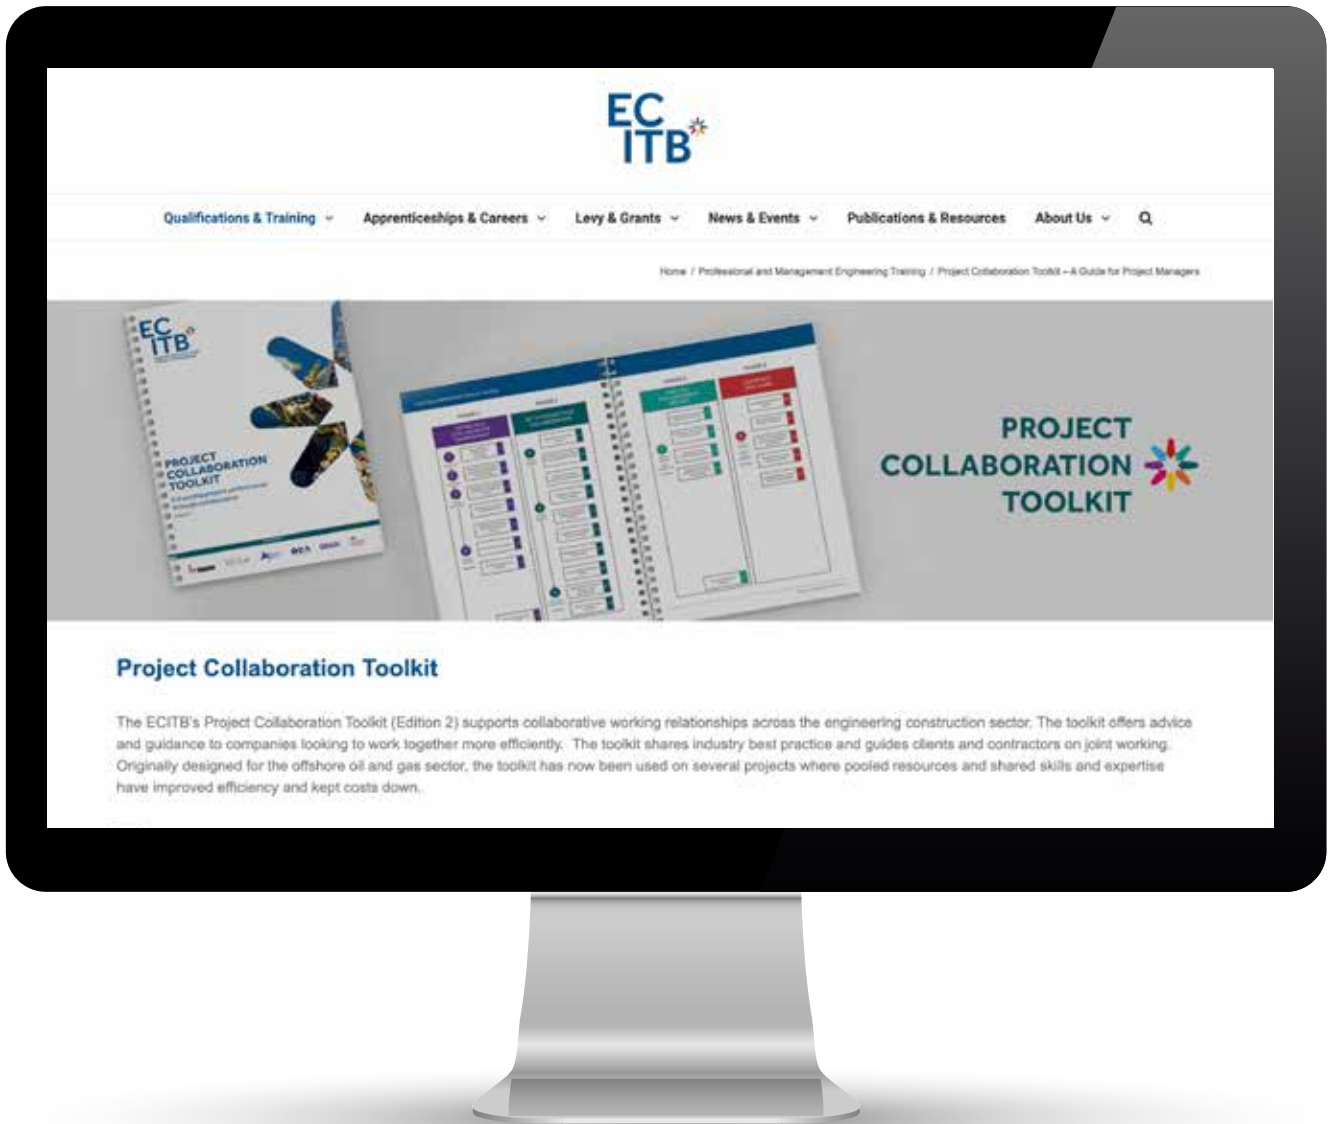 EC
ITB
Qualifications & Training
Apprenticeships & Careers
Levy & Grants
News & Events
Publications & Resources
About Us
Home / Professional and Management Engineering Training / Project Collaboration Toolkit – A Guide for Project Managers
EC
ITB
PROJECT
COLLABORATION
TOOLKIT
PROJECT
COLLABORATION
TOOLKIT
Project Collaboration Toolkit
The ECITB's Project Collaboration Toolkit (Edition 2) supports collaborative working relationships across the engineering construction sector. The toolkit offers advice
and guidance to companies looking to work together more efficiently. The toolkit shares industry best practice and guides clients and contractors on joint working.
Originally designed for the offshore oil and gas sector, the toolkit has now been used on several projects where pooled resources and shared skills and expertise
have improved efficiency and kept costs down.